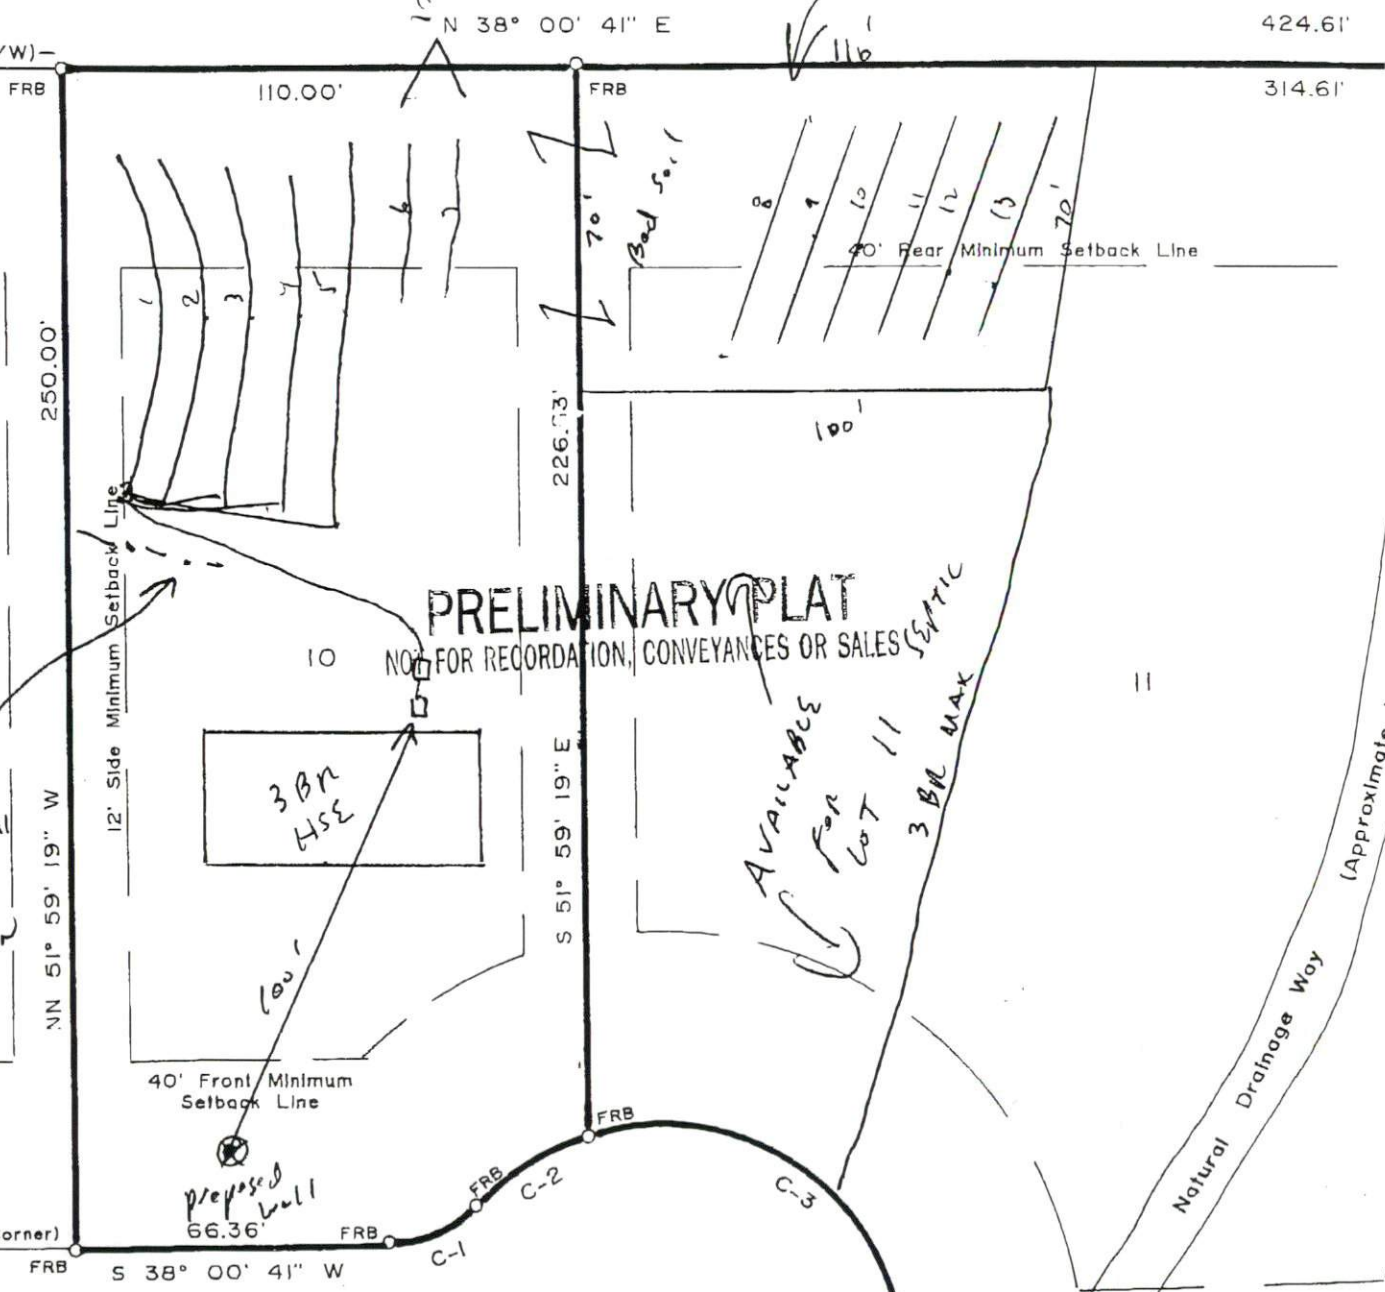 N 38° 00' 41" E
424.61'
/W)—
116'
FRB
110.00'
FRB
314.61'
70'
Bad Soil
8
9
10
11
12
13
70'
6
7
40' Rear Minimum Setback Line
1
2
3
4
5
250.00'
100'
12' Side Minimum Setback Line
PRELIMINARY PLAT
NOT FOR RECORDATION, CONVEYANCES OR SALES
SEPTIC
10
11
AVAILABLE
FOR
LOT 11
3 BR MAX
3 BR
HSE
S 51° 59' 19" E
NN 51° 59' 19" W
(Approximate
100'
Natural Drainage Way
40' Front Minimum
Setback Line
FRB
FRB
C-2
C-3
proposed
well
66.36'
orner)
FRB
C-1
FRB
S 38° 00' 41" W